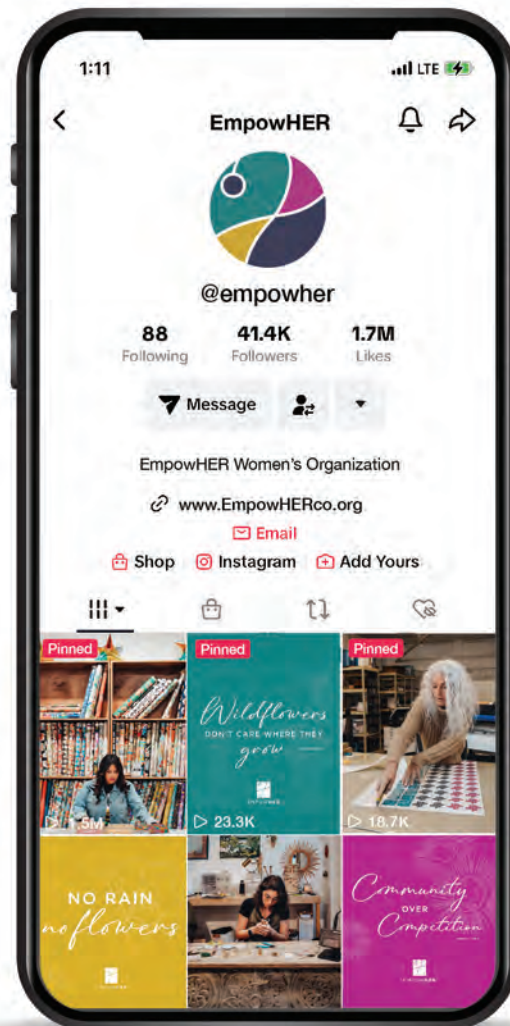 1:11 LTE
EmpowHER
@empowher
88 41.4K 1.7M
Following Followers Likes
Message
EmpowHER Women's Organization
www.EmpowHERco.org
Email
Shop Instagram Add Yours
Pinned Pinned Pinned
Wildflowers
DON'T CARE WHERE THEY
grow
1.5M 23.3K 18.7K
NO RAIN
no flowers
Community
OVER
Competition